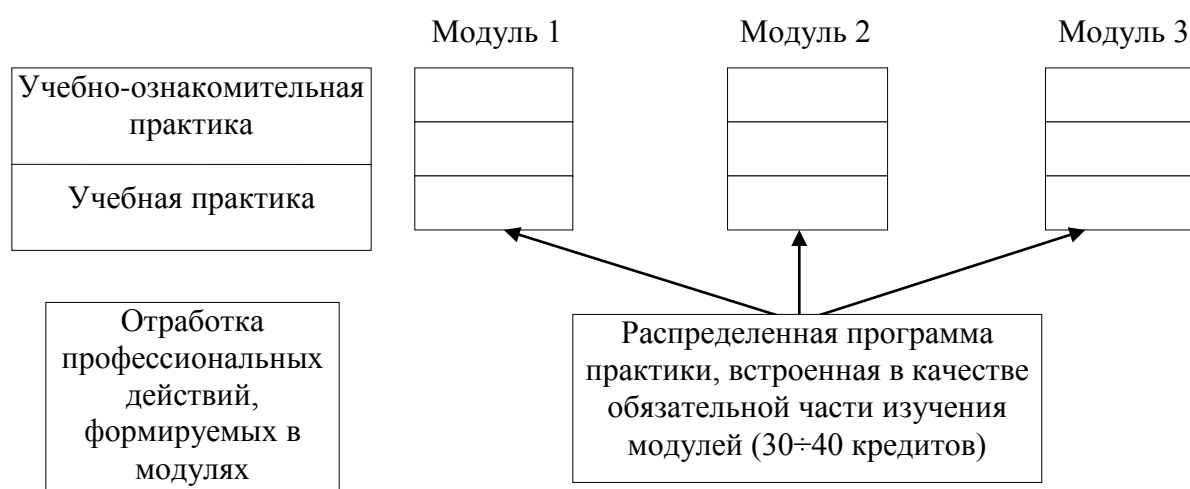 Модуль 1 Модуль 2 Модуль 3
Учебно-ознакомительная
практика
Учебная практика
Отработка
профессиональных
действий,
формируемых в
модулях
Распределенная программа
практики, встроенная в качестве
обязательной части изучения
модулей (30÷40 кредитов)